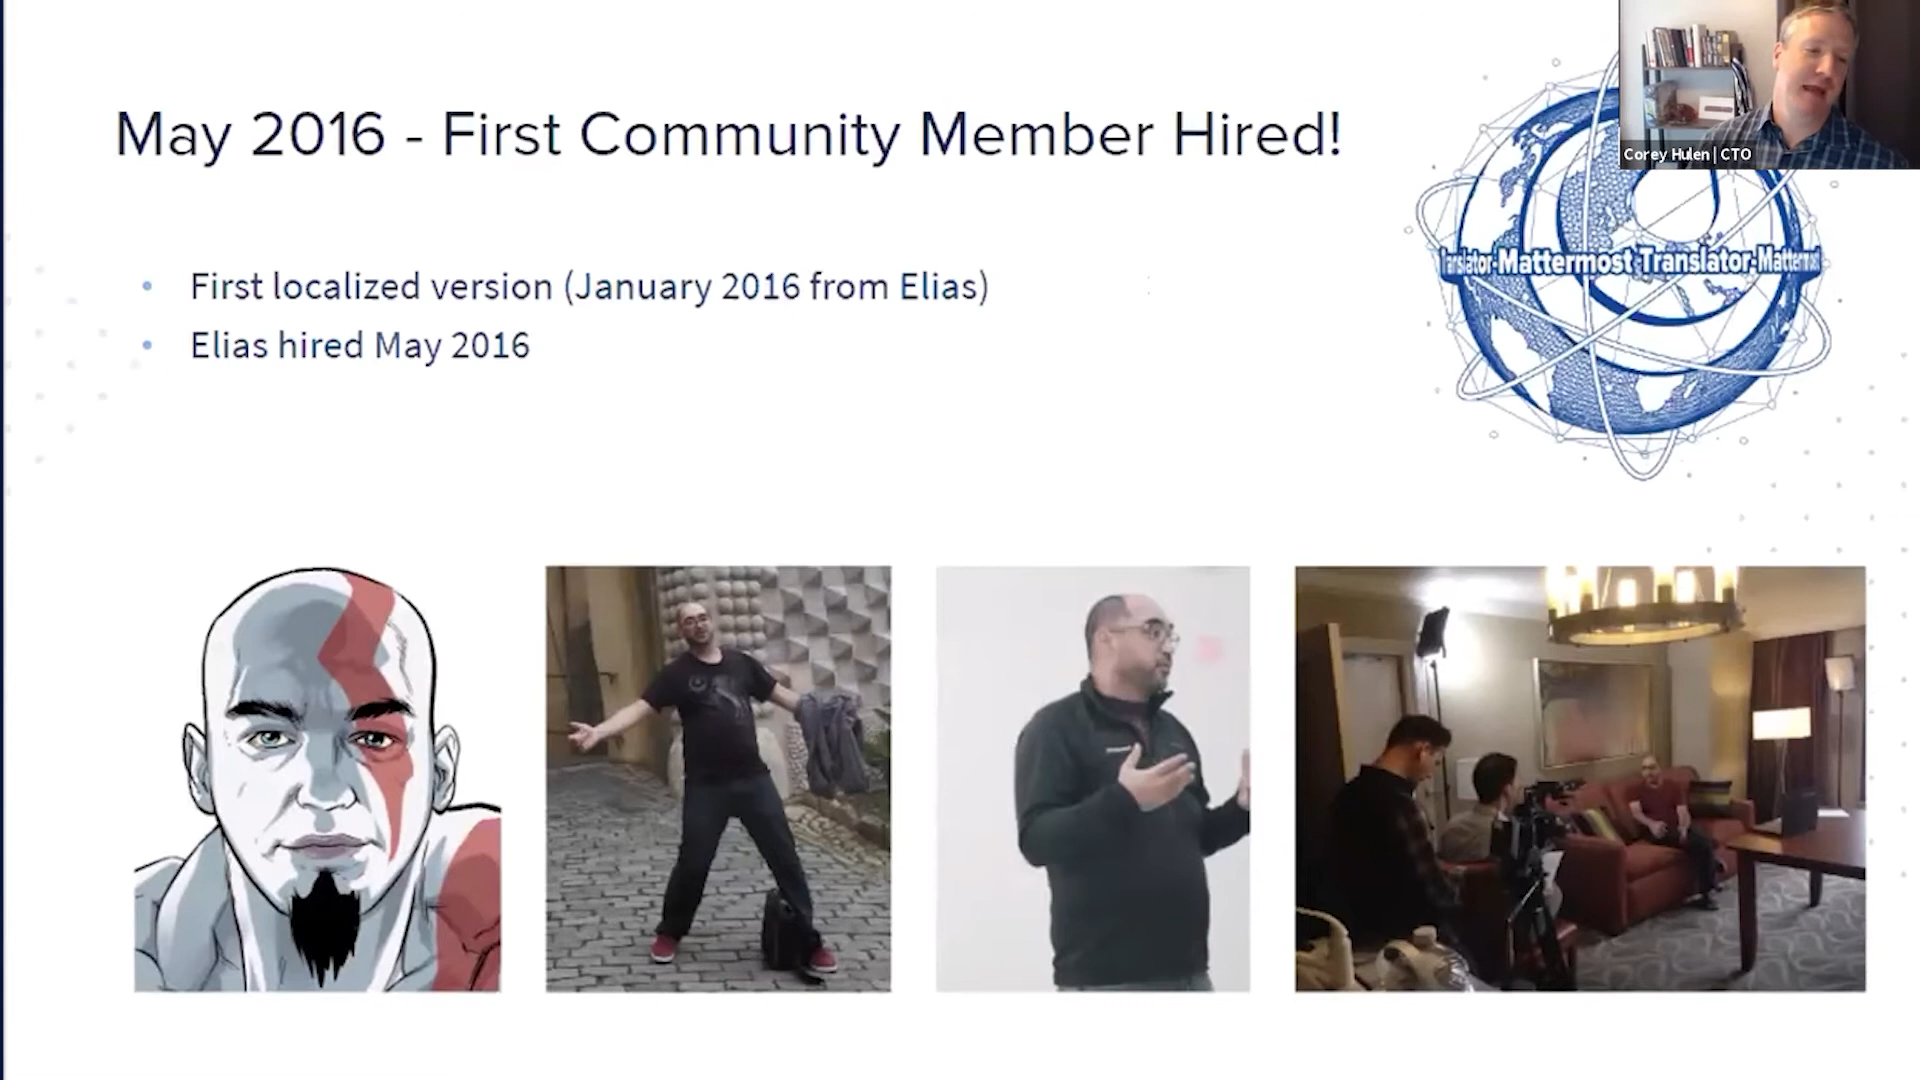 May 2016 - First Community Member Hired!
Corey Hulen | CTO
anslator-Mattermost Translator-Mattermost
• First localized version (January 2016 from Elias)
• Elias hired May 2016